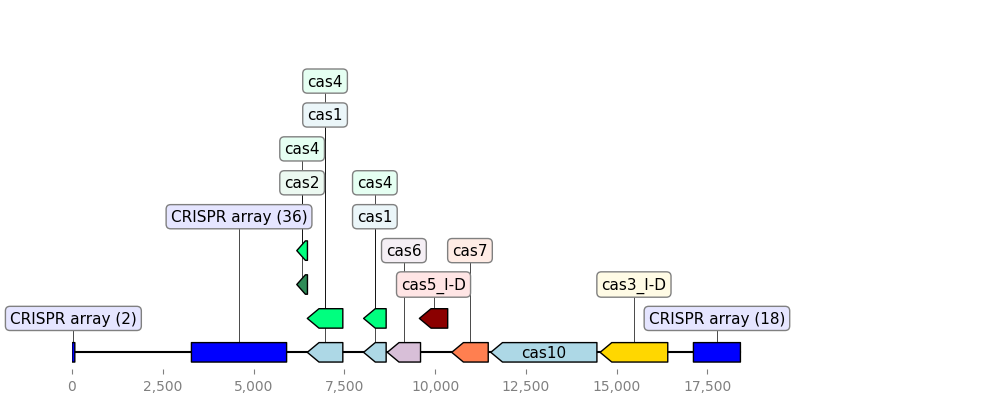 cas4
cas1
cas4
cas2
cas4
CRISPR array (36)
cas1
cas6
cas7
cas5_I-D
cas3_I-D
CRISPR array (2)
CRISPR array (18)
cas10
0
2,500
5,000
7,500
10,000
12,500
15,000
17,500